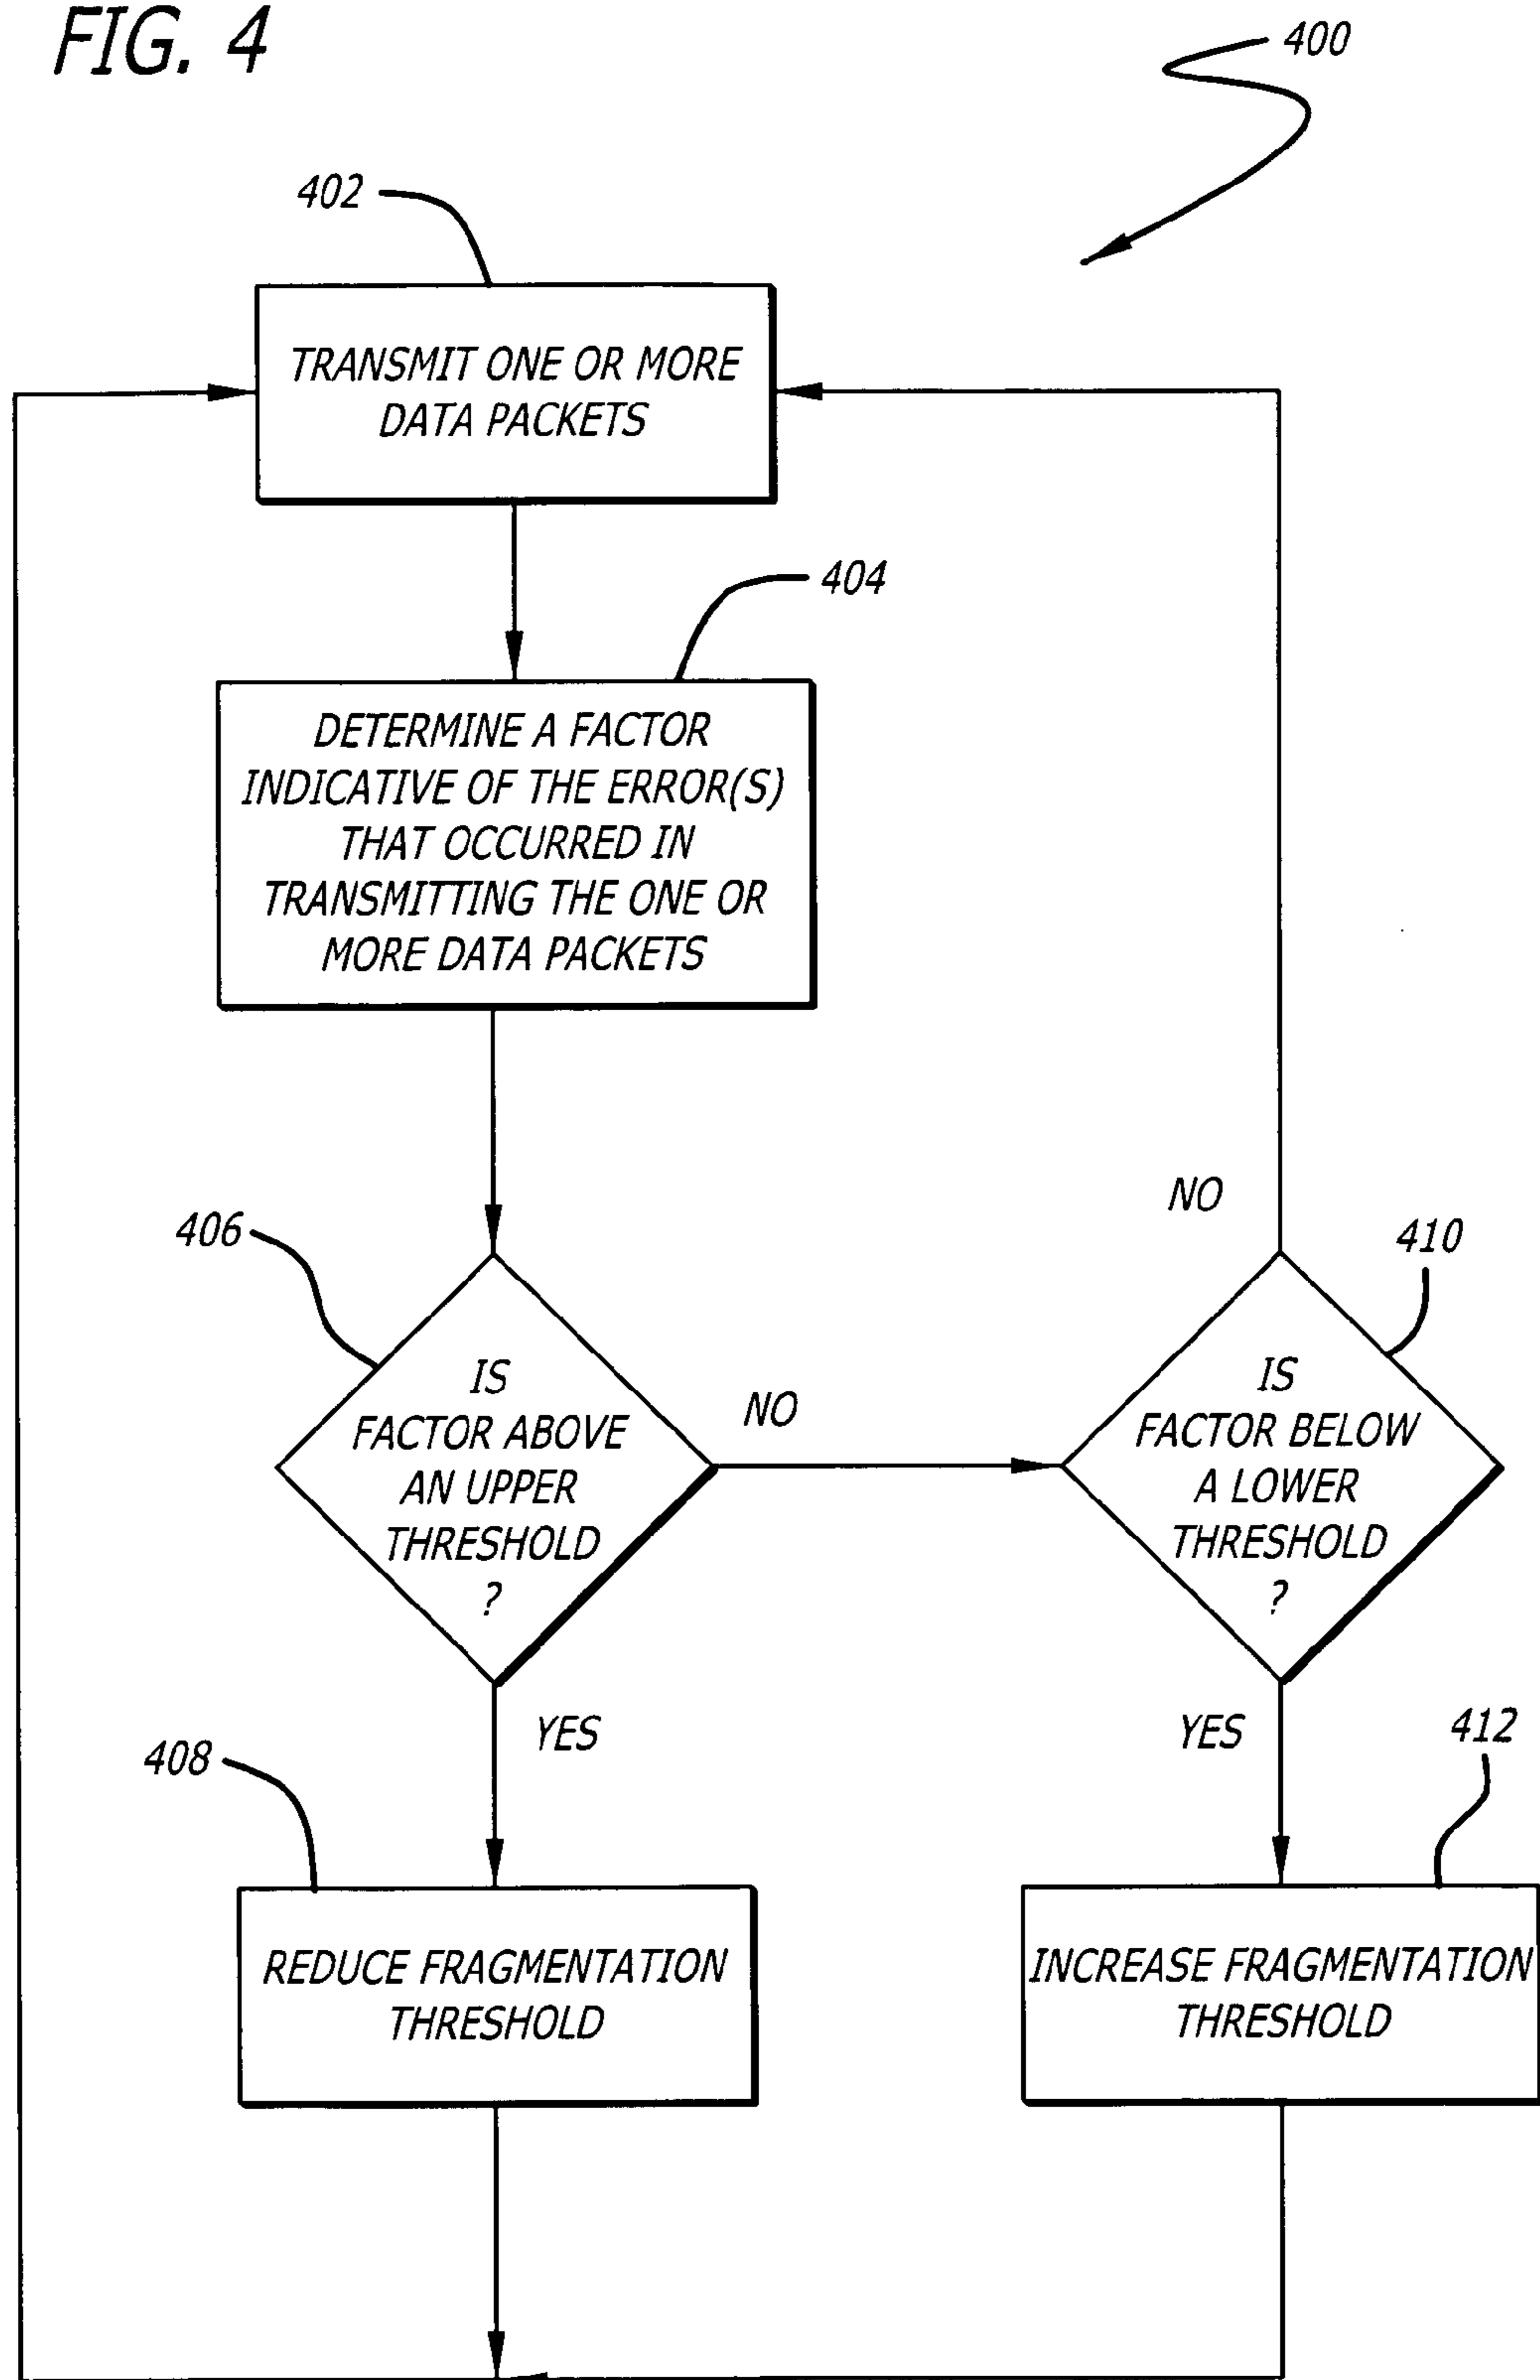 FIG. 4
400
402
TRANSMIT ONE OR MORE
DATA PACKETS
404
DETERMINE A FACTOR
INDICATIVE OF THE ERROR(S)
THAT OCCURRED IN
TRANSMITTING THE ONE OR
MORE DATA PACKETS
406
IS
FACTOR ABOVE
AN UPPER
THRESHOLD
?
NO
NO
410
IS
FACTOR BELOW
A LOWER
THRESHOLD
?
YES
408
REDUCE FRAGMENTATION
THRESHOLD
YES
412
INCREASE FRAGMENTATION
THRESHOLD